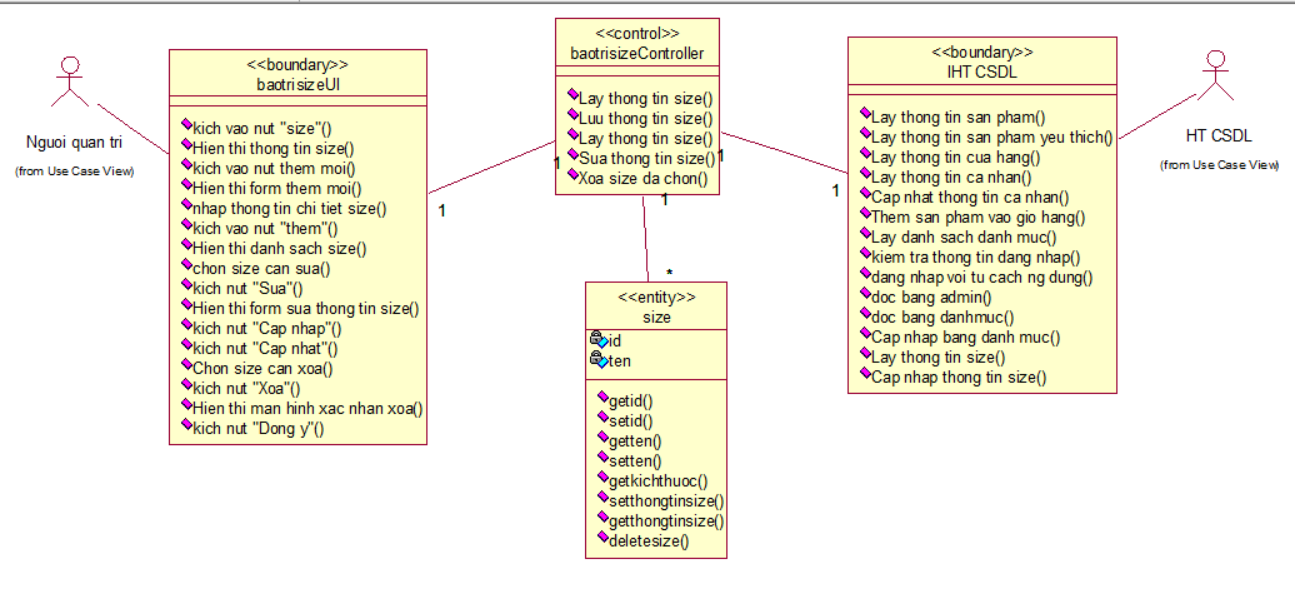 Nguoi quan tri
(from Use Case View)
<<boundary>>
baotrisizeUI
kich vao nut "size"()
Hien thi thong tin size()
kich vao nut them moi()
Hien thi form them moi()
nhap thong tin chi tiet size()
kich vao nut "them"()
Hien thi danh sach size()
chon size can sua()
kich nut "Sua"()
Hien thi form sua thong tin size()
kich nut "Cap nhap"()
kich nut "Cap nhat"()
Chon size can xoa()
kich nut "Xoa"()
Hien thi man hinh xac nhan xoa()
kich nut "Dong y"()
1
<<control>>
baotrisizeController
Lay thong tin size()
Luu thong tin size()
Lay thong tin size()
Sua thong tin size()
Xoa size da chon()
1
1
1
*
<<entity>>
size
id
ten
getid()
setid()
getten()
setten()
getkichthuoc()
setthongtinsize()
getthongtinsize()
deletesize()
1
<<boundary>>
IHT CSDL
Lay thong tin san pham()
Lay thong tin san pham yeu thich()
Lay thong tin cua hang()
Lay thong tin ca nhan()
Cap nhat thong tin ca nhan()
Them san pham vao gio hang()
Lay danh sach danh muc()
kiem tra thong tin dang nhap()
dang nhap voi tu cach ng dung()
doc bang admin()
doc bang danhmuc()
Cap nhap bang danh muc()
Lay thong tin size()
Cap nhap thong tin size()
HT CSDL
(from Use Case View)